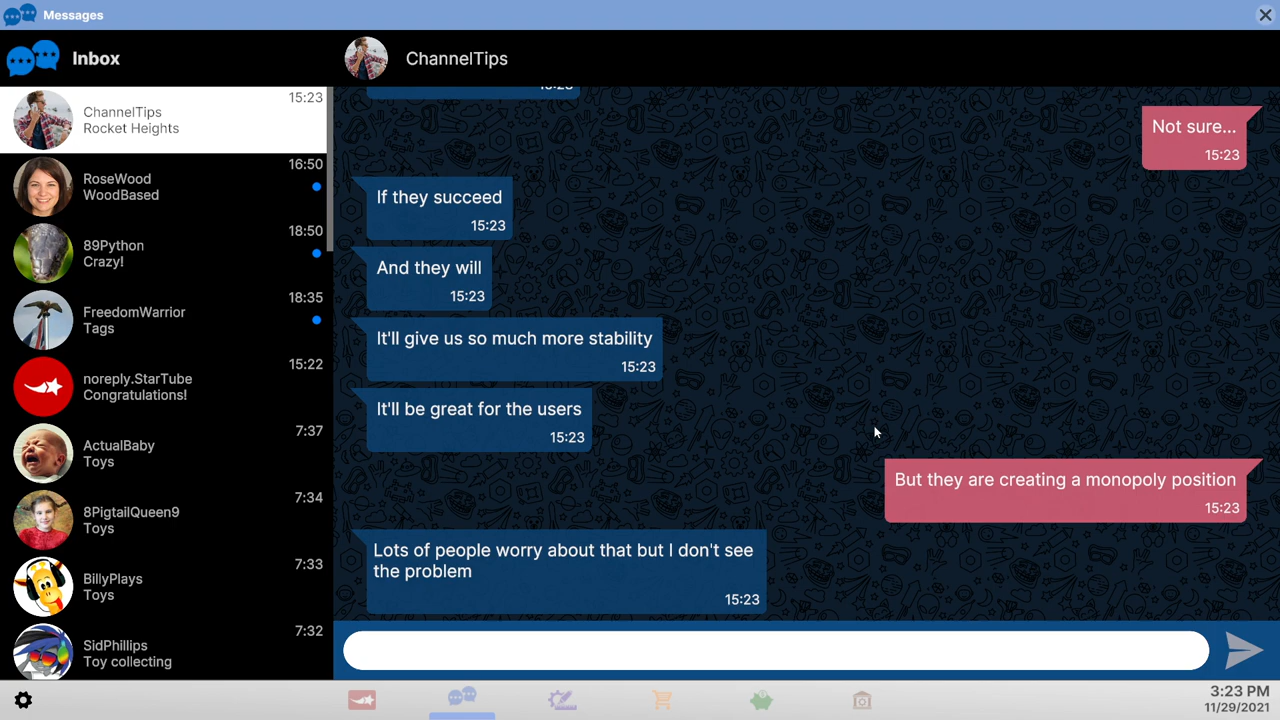 Messages
Inbox
ChannelTips
ChannelTips
15:23
Rocket Heights
RoseWood
16:50
WoodBased
89Python
18:50
Crazy!
FreedomWarrior
18:35
Tags
noreply.StarTube
15:22
Congratulations!
ActualBaby
7:37
Toys
8PigtailQueen9
7:34
Toys
BillyPlays
7:33
Toys
SidPhillips
7:32
Toy collecting
15:23
Not sure...
15:23
If they succeed
15:23
And they will
15:23
It'll give us so much more stability
15:23
It'll be great for the users
15:23
But they are creating a monopoly position
15:23
Lots of people worry about that but I don't see
the problem
15:23
3:23 PM
11/29/2021